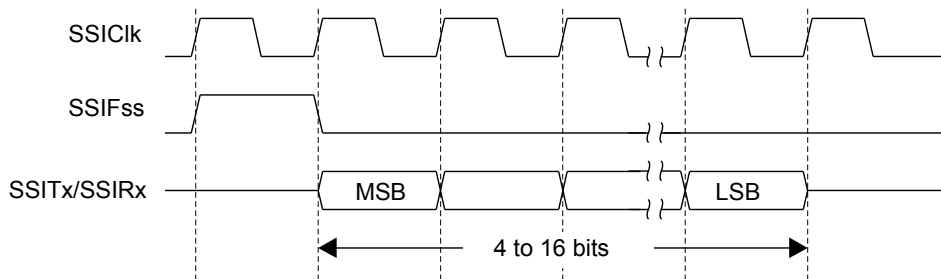 SSIClk
SSIFss
SSITx/SSIRx
MSB
LSB
4 to 16 bits